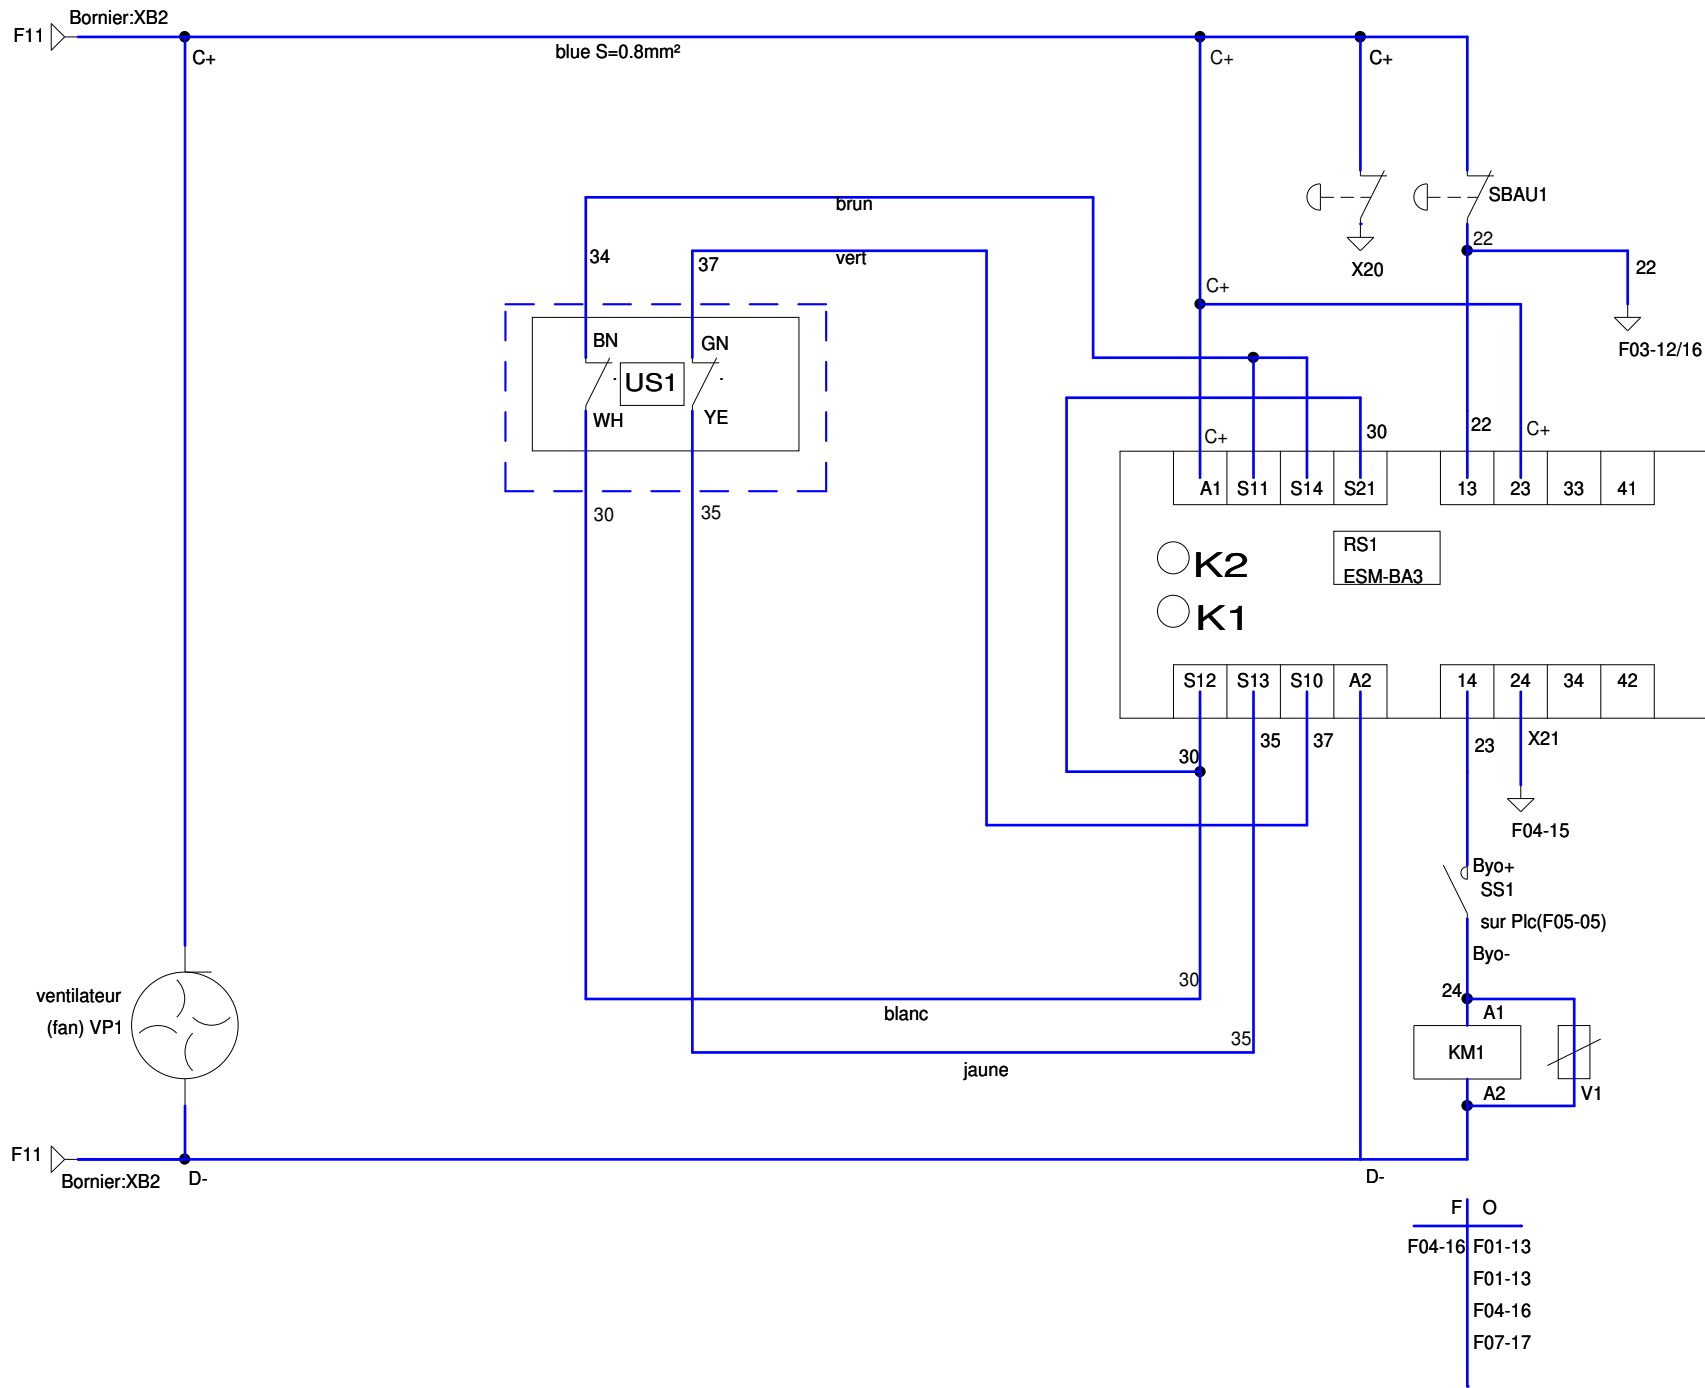 Bornier:XB2
F11
C+
blue S=0.8mm²
C+
C+
SBAU1
brun
22
34
37
vert
22
X20
C+
F03-12/16
BN
GN
US1
WH
YE
30
22
C+
C+
A1
S11
S14
S21
13
23
33
41
30
35
RS1
ESM-BA3
K2
K1
S12
S13
S10
A2
14
24
34
42
35
37
23
X21
30
F04-15
Byo+
SS1
sur Plc(F05-05)
Byo-
30
24
ventilateur
(fan) VP1
blanc
A1
35
KM1
jaune
A2
V1
F11
Bornier:XB2
D-
D-
F
O
F04-16
F01-13
F01-13
F04-16
F07-17